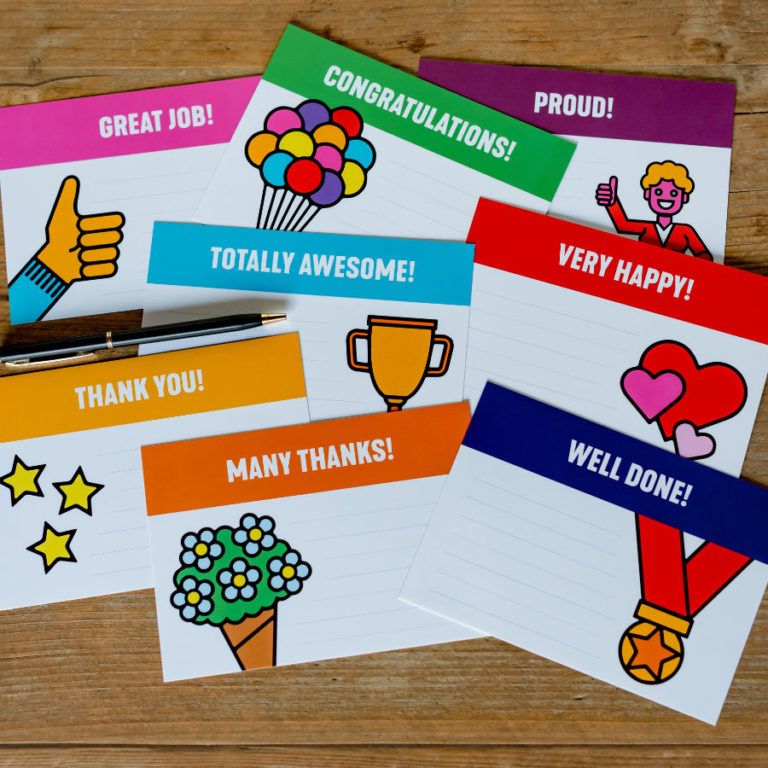 GREAT JOB!
CONGRATULATIONS!
PROUD!
TOTALLY AWESOME!
VERY HAPPY!
THANK YOU!
MANY THANKS!
WELL DONE!